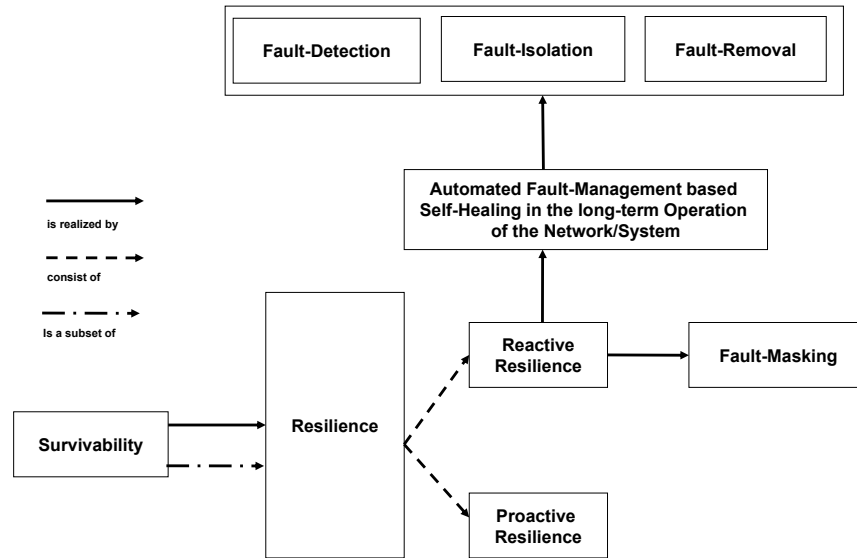 Fault-Detection
Fault-Isolation
Fault-Removal
Automated Fault-Management based
Self-Healing in the long-term Operation
of the Network/System
is realized by
consist of
Is a subset of
Reactive
Resilience
Fault-Masking
Resilience
Survivability
Proactive
Resilience